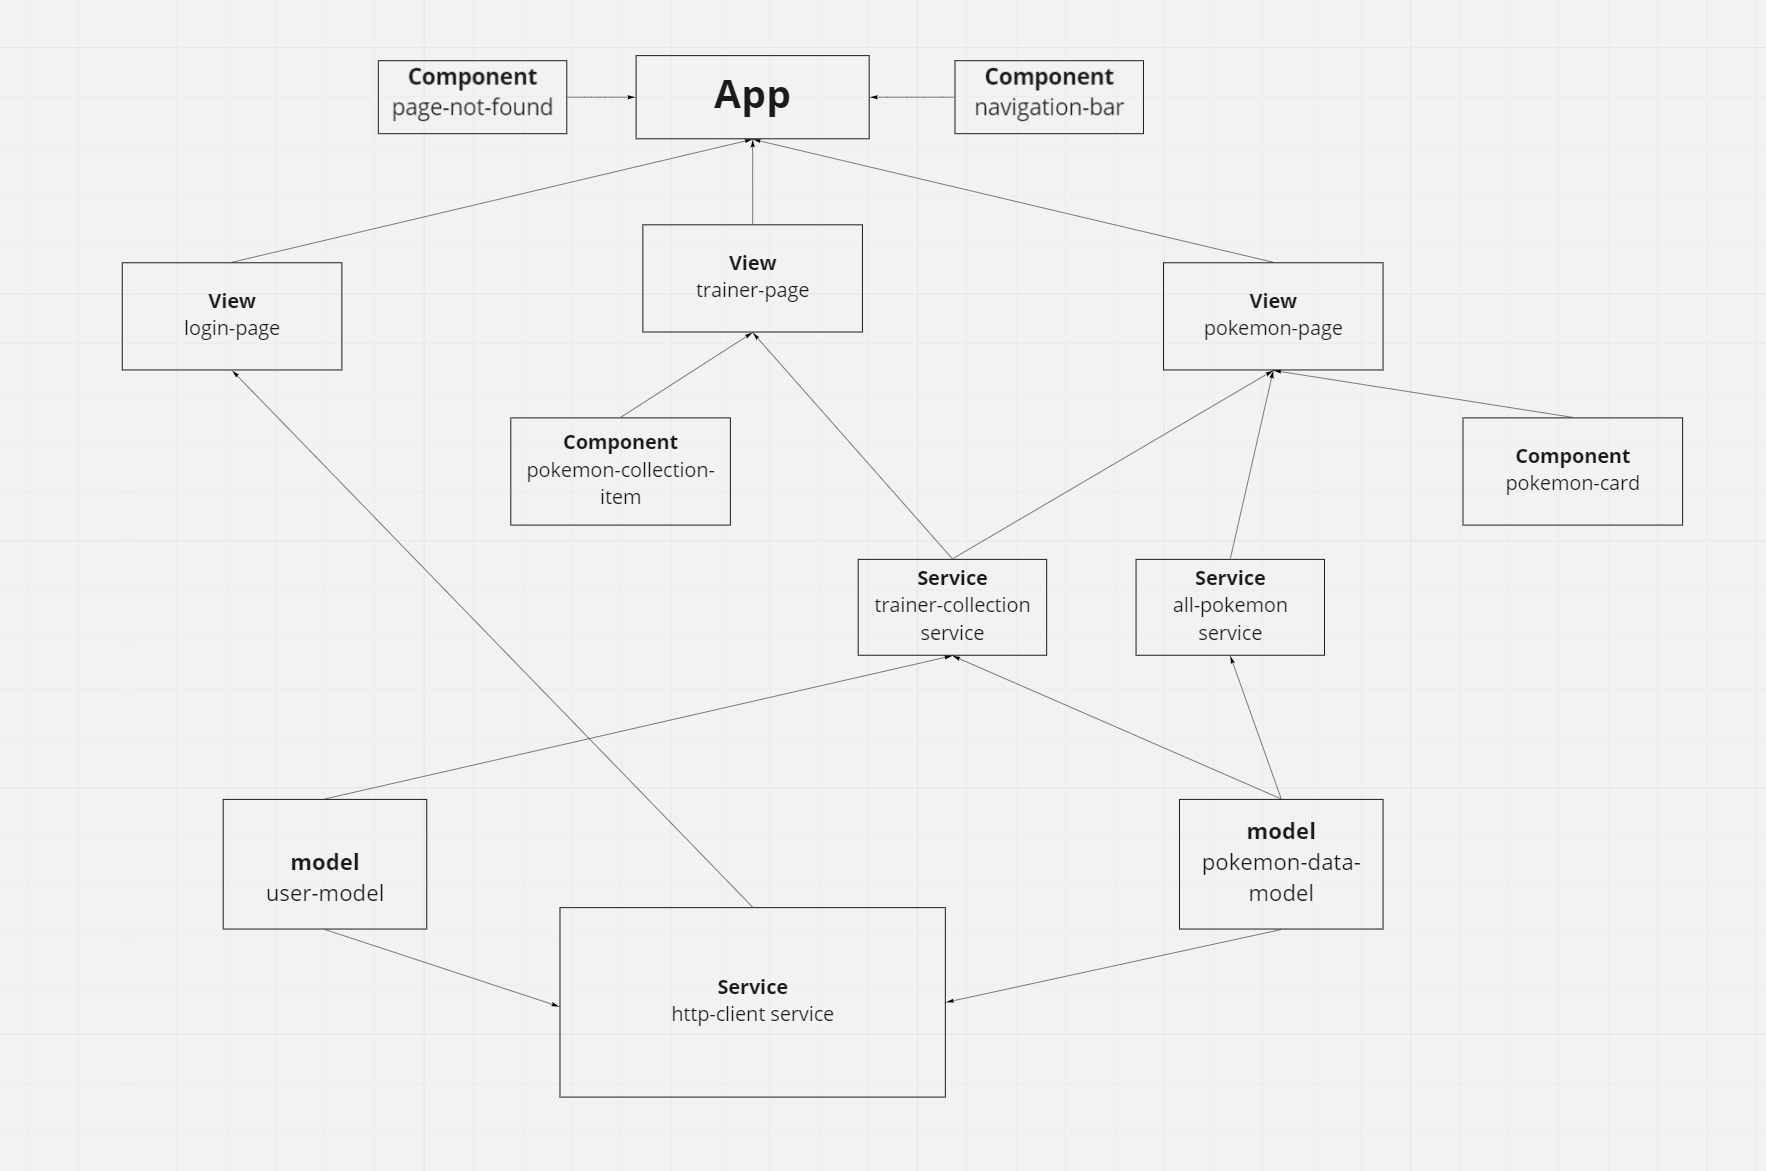 Component
page-not-found
App
Component
navigation-bar
View
login-page
View
trainer-page
View
pokemon-page
Component
pokemon-collection-
item
Component
pokemon-card
Service
trainer-collection
service
Service
all-pokemon
service
model
user-model
model
pokemon-data-
model
Service
http-client service